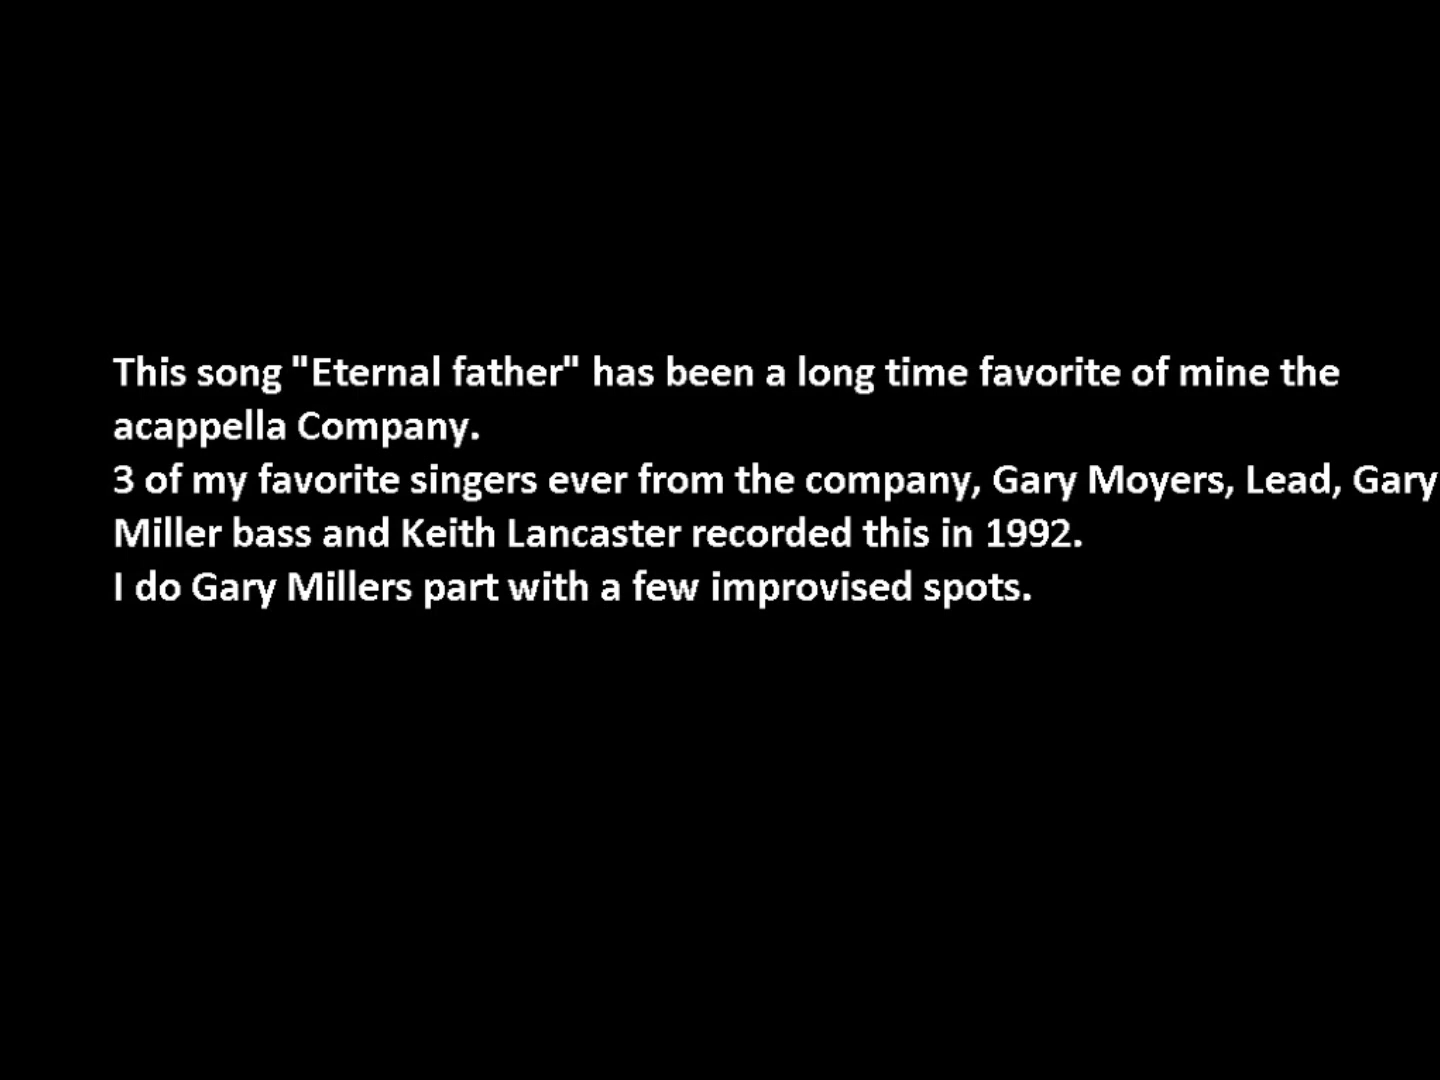 This song "Eternal father" has been a long time favorite of mine the
acappella Company.
3 of my favorite singers ever from the company, Gary Moyers, Lead, Gary
Miller bass and Keith Lancaster recorded this in 1992.
I do Gary Millers part with a few improvised spots.